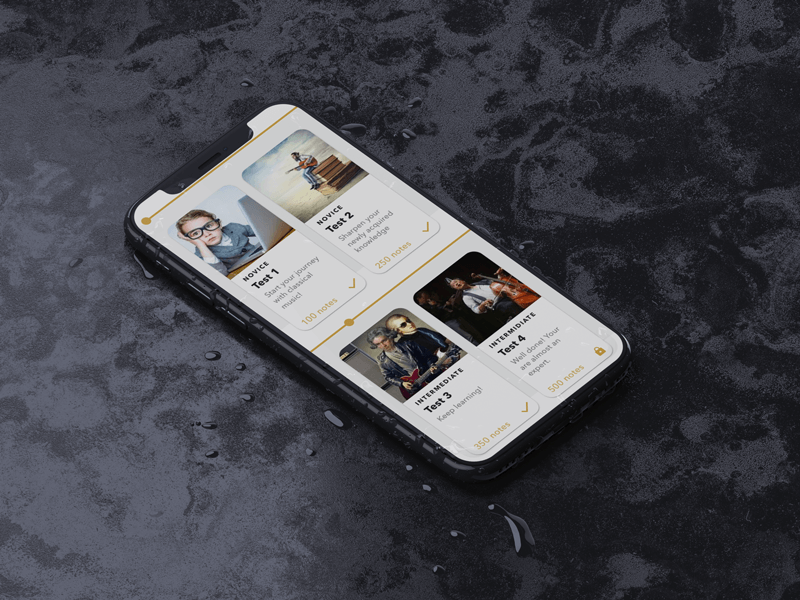 NOVICE
Test 1
Start your journey
with classical
music!
100 notes
NOVICE
Test 2
Sharpen your
newly acquired
knowledge
250 notes
INTERMEDIATE
Test 3
Keep learning!
350 notes
INTERMIDIATE
Test 4
Well done! Your
are almost an
expert.
500 notes